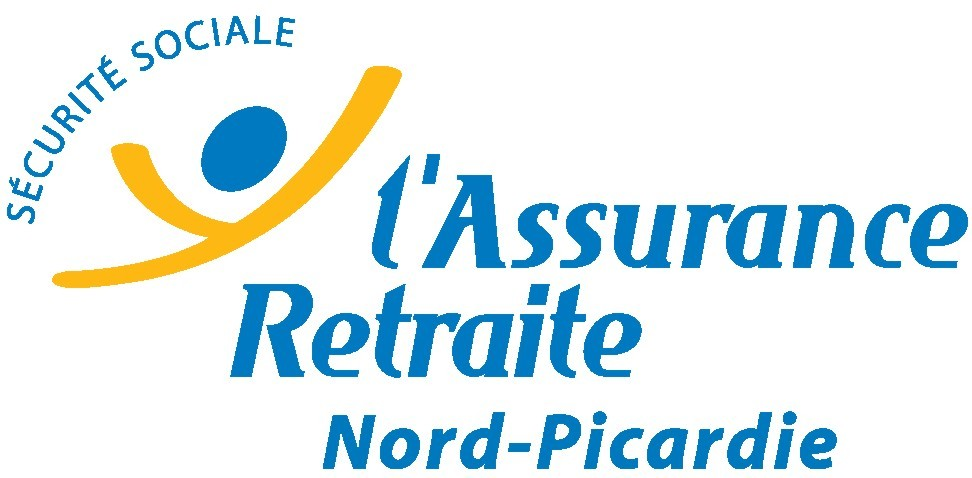 SÉCURITÉ SOCIALE
l'Assurance
Retraite
Nord-Picardie